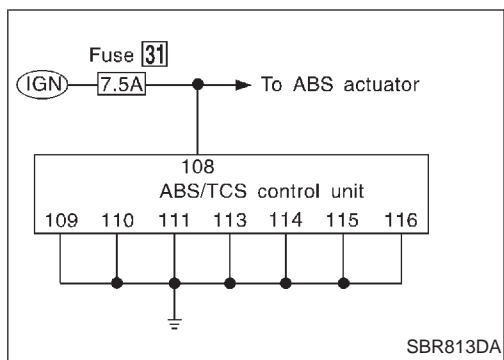 Fuse 31
IGN 7.5A To ABS actuator
108
ABS/TCS control unit
109 110 111 113 114 115 116
SBR813DA